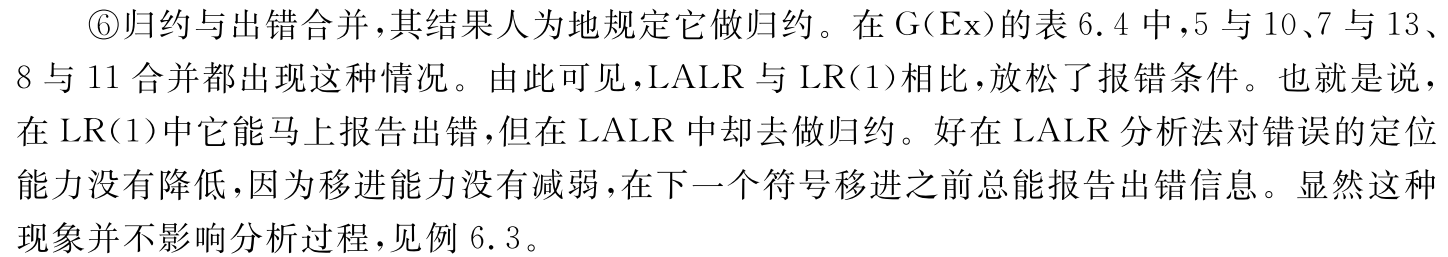 ⑥归约与出错合并,其结果人为地规定它做归约。在 G(Ex)的表 6.4 中,5 与 10、7 与 13、
8 与 11 合并都出现这种情况。由此可见,LALR 与 LR(1)相比,放松了报错条件。也就是说,
在 LR(1)中它能马上报告出错,但在 LALR 中却去做归约。好在 LALR 分析法对错误的定位
能力没有降低,因为移进能力没有减弱,在下一个符号移进之前总能报告出错信息。显然这种
现象并不影响分析过程,见例 6.3。